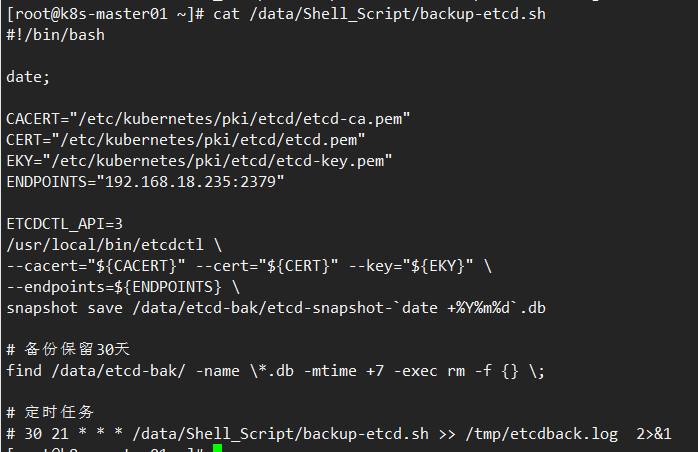 [root@k8s-master01 ~]# cat /data/Shell_Script/backup-etcd.sh
#!/bin/bash
date;
CACERT="/etc/kubernetes/pki/etcd/etcd-ca.pem"
CERT="/etc/kubernetes/pki/etcd/etcd.pem"
EKY="/etc/kubernetes/pki/etcd/etcd-key.pem"
ENDPOINTS="192.168.18.235:2379"
ETCDCTL_API=3
/usr/local/bin/etcdctl \
--cacert="${CACERT}" --cert="${CERT}" --key="${EKY}" \
--endpoints=${ENDPOINTS} \
snapshot save /data/etcd-bak/etcd-snapshot-`date +%Y%m%d`.db
# 备份保留30天
find /data/etcd-bak/ -name \*.db -mtime +7 -exec rm -f {} \;
# 定时任务
# 30 21 * * * /data/Shell_Script/backup-etcd.sh >> /tmp/etcdback.log  2>&1